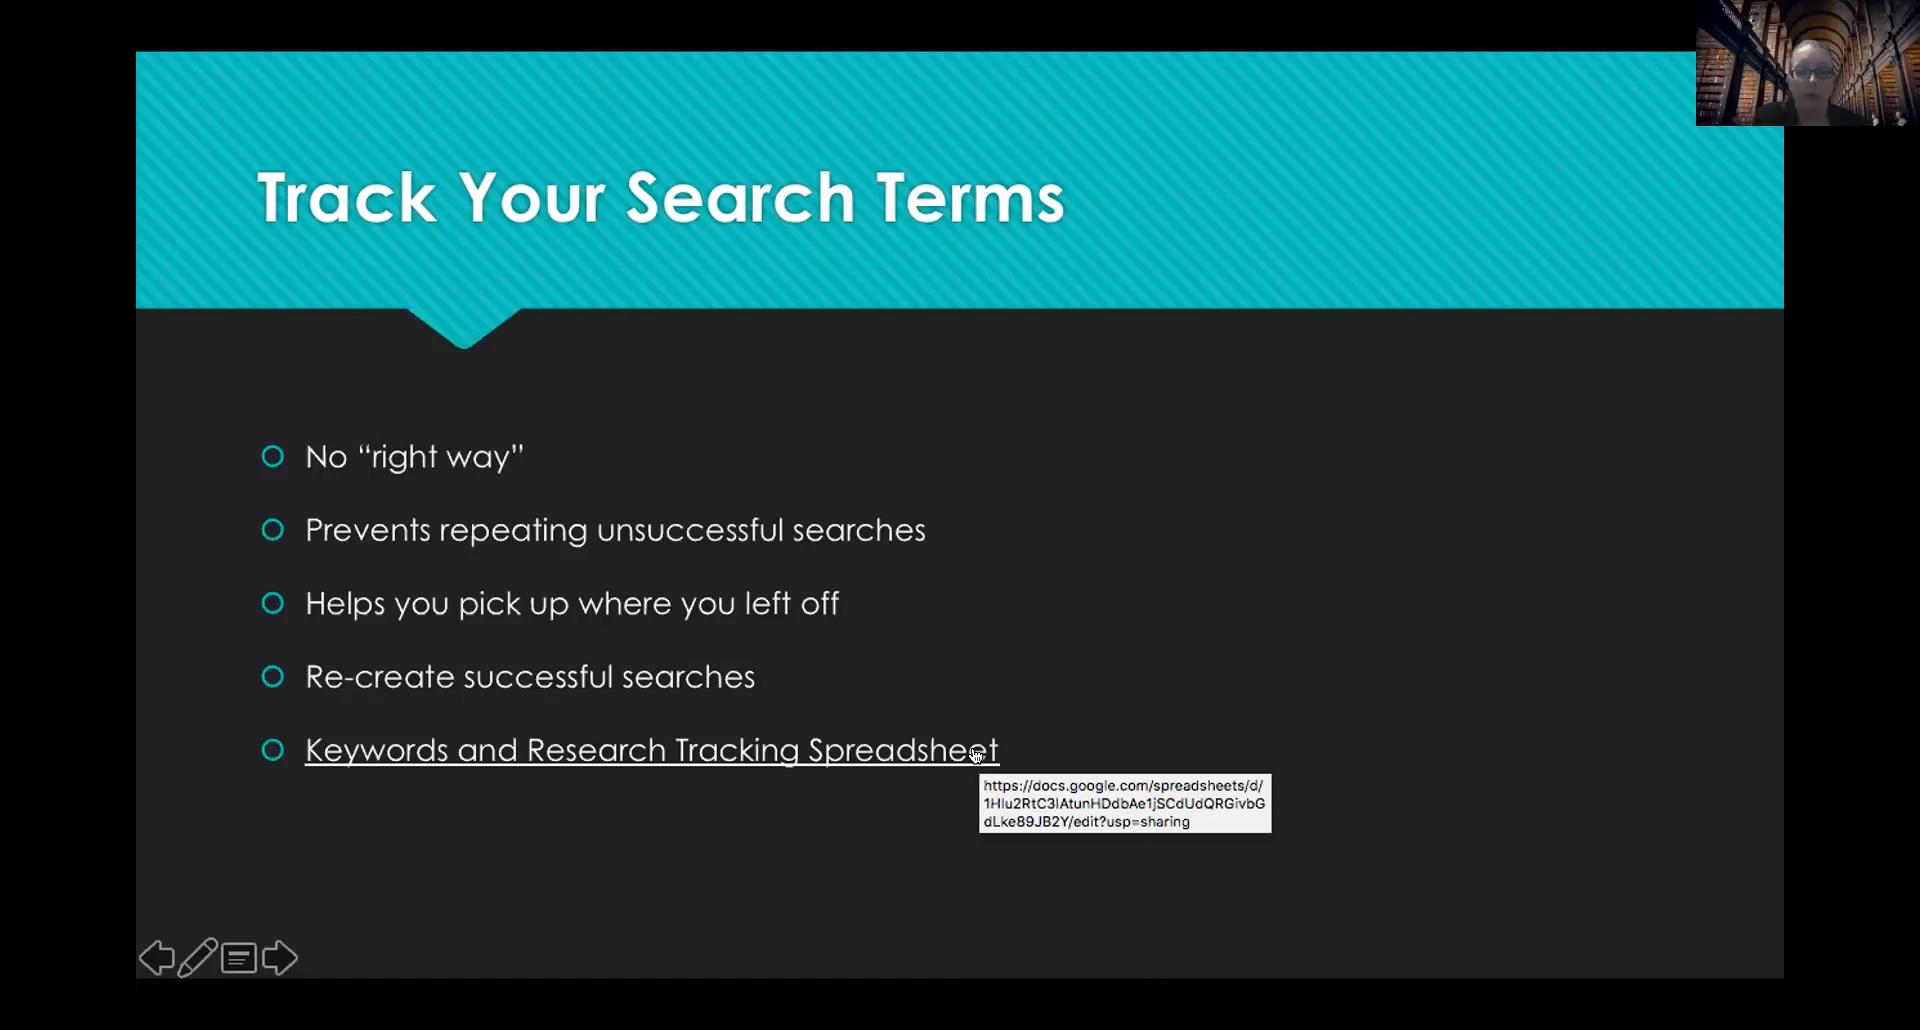 Track Your Search Terms
No “right way”
Prevents repeating unsuccessful searches
Helps you pick up where you left off
Re-create successful searches
Keywords and Research Tracking Spreadsheet
https://docs.google.com/spreadsheets/d/
1Hlu2RtC3lAtunHDdbAe1jSCdUdQRGivbG
dLke89JB2Y/edit?usp=sharing